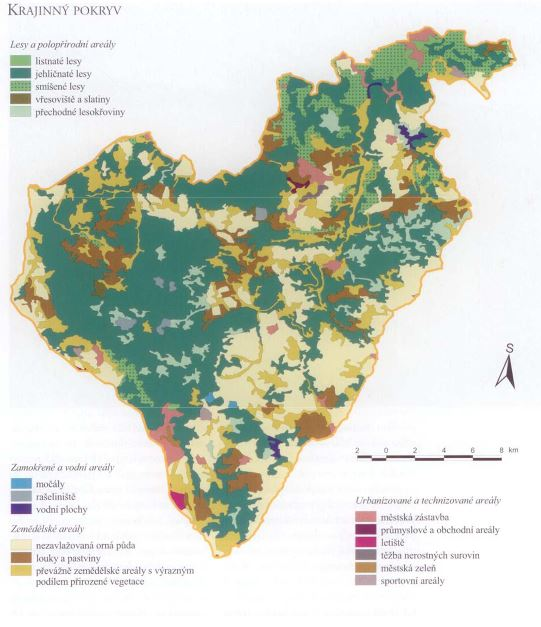 KRAJINNÝ POKRYV
Lesy a polopřírodní areály
listnaté lesy
jehličnaté lesy
smíšené lesy
vřesoviště a slatiny
přechodné lesokřoviny
S
2 0 2 4 6 8 km
Zamokřené a vodní areály
močály
rašeliniště
vodní plochy
Zemědělské areály
nezavlažovaná orná půda
louky a pastviny
převážně zemědělské areály s výrazným
podílem přirozené vegetace
Urbanizované a technizované areály
městská zástavba
průmyslové a obchodní areály
letiště
těžba nerostných surovin
městská zeleň
sportovní areály